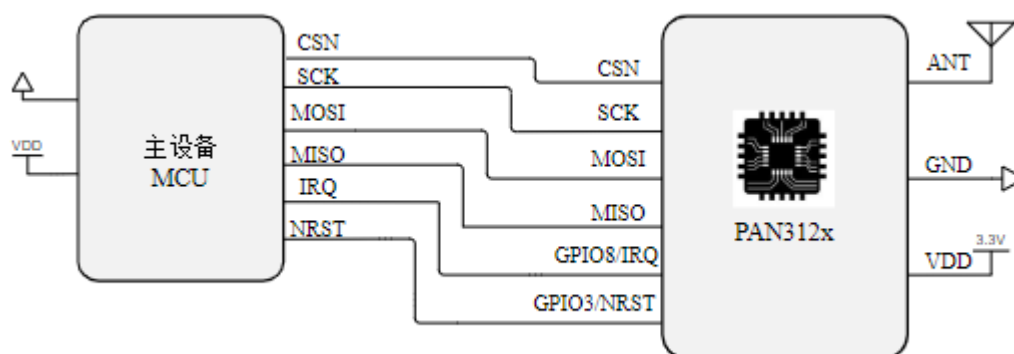 VDD
主设备
MCU
CSN
SCK
MOSI
MISO
IRQ
NRST
CSN
SCK
MOSI
MISO
GPIO8/IRQ
GPIO3/NRST
PAN312x
ANT
GND
3.3V
VDD